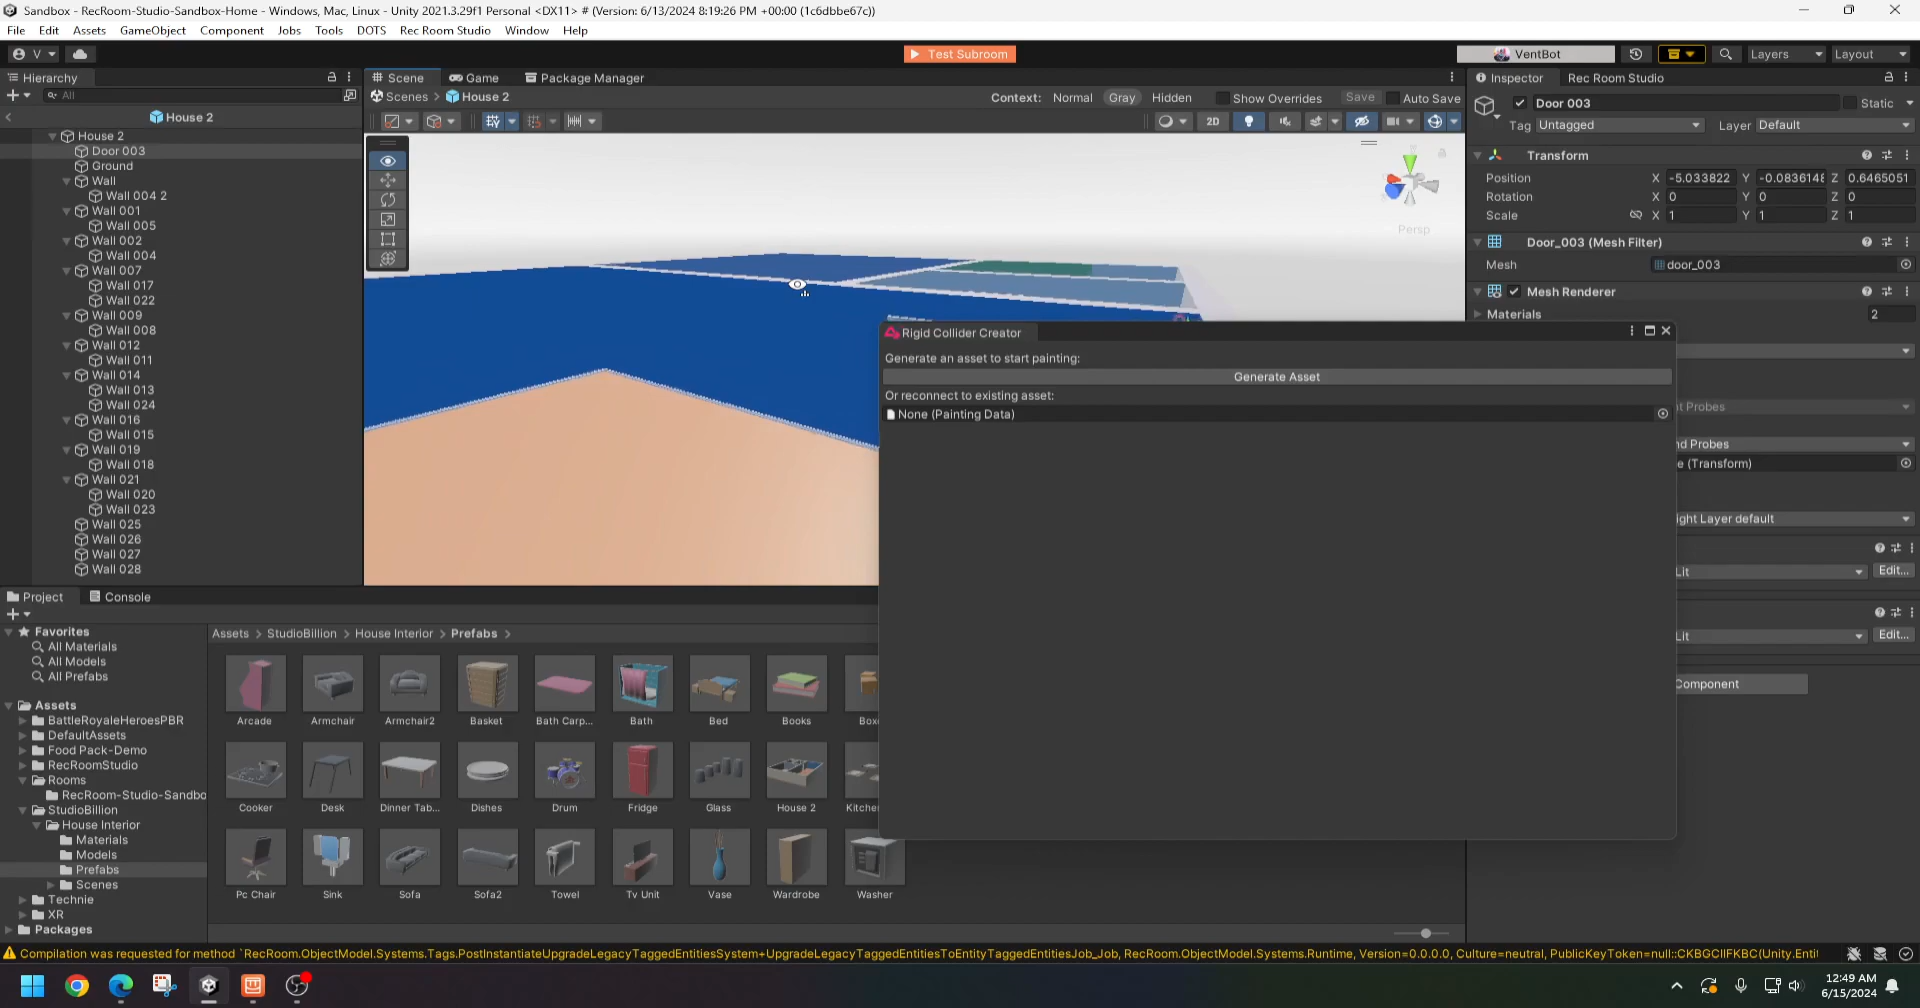 Sandbox - RecRoom-Studio-Sandbox-Home - Windows, Mac, Linux - Unity 2021.3.29f1 Personal <DX11> # (Version: 6/13/2024 8:19:26 PM +00:00 (1c6dbbe67c))
File Edit Assets GameObject Component Jobs Tools DOTS Rec Room Studio Window Help
V Test Subroom VentBot Layers Layout
Hierarchy
All
House 2
House 2
Door 003
Ground
Wall
Wall 004 2
Wall 001
Wall 005
Wall 002
Wall 004
Wall 007
Wall 017
Wall 022
Wall 009
Wall 008
Wall 012
Wall 011
Wall 014
Wall 013
Wall 024
Wall 016
Wall 015
Wall 019
Wall 018
Wall 021
Wall 020
Wall 023
Wall 025
Wall 026
Wall 027
Wall 028
Scene Game Package Manager
Scenes > House 2 Context: Normal Gray Hidden Show Overrides Save Auto Save
2D
Persp
Inspector Rec Room Studio
Door 003 Static
Tag Untagged Layer Default
Transform
Position X -5.033822 Y -0.0836148 Z 0.6465051
Rotation X 0 Y 0 Z 0
Scale X 1 Y 1 Z 1
Door_003 (Mesh Filter)
Mesh door_003
Mesh Renderer
Materials 2
t Probes
nd Probes
e (Transform)
ight Layer default
Lit Edit...
Lit Edit...
Component
Rigid Collider Creator
Generate an asset to start painting:
Generate Asset
Or reconnect to existing asset:
None (Painting Data)
Project Console
Favorites
All Materials
All Models
All Prefabs
Assets
BattleRoyaleHeroesPBR
DefaultAssets
Food Pack-Demo
RecRoomStudio
Rooms
RecRoom-Studio-Sandbo
StudioBillion
House Interior
Materials
Models
Prefabs
Scenes
Technie
XR
Packages
Assets > StudioBillion > House Interior > Prefabs >
Arcade Armchair Armchair2 Basket Bath Carp... Bath Bed Books Box
Cooker Desk Dinner Tab... Dishes Drum Fridge Glass House 2 Kitche
Pc Chair Sink Sofa Sofa2 Towel Tv Unit Vase Wardrobe Washer
Compilation was requested for method `RecRoom.ObjectModel.Systems.Tags.PostInstantiateUpgradeLegacyTaggedEntitiesSystem+UpgradeLegacyTaggedEntitiesToEntityTaggedEntitiesJob_Job, RecRoom.ObjectModel.Systems.Runtime, Version=0.0.0.0, Culture=neutral, PublicKeyToken=null::CKBGCIIFKBC(Unity.Entit
12:49 AM
6/15/2024